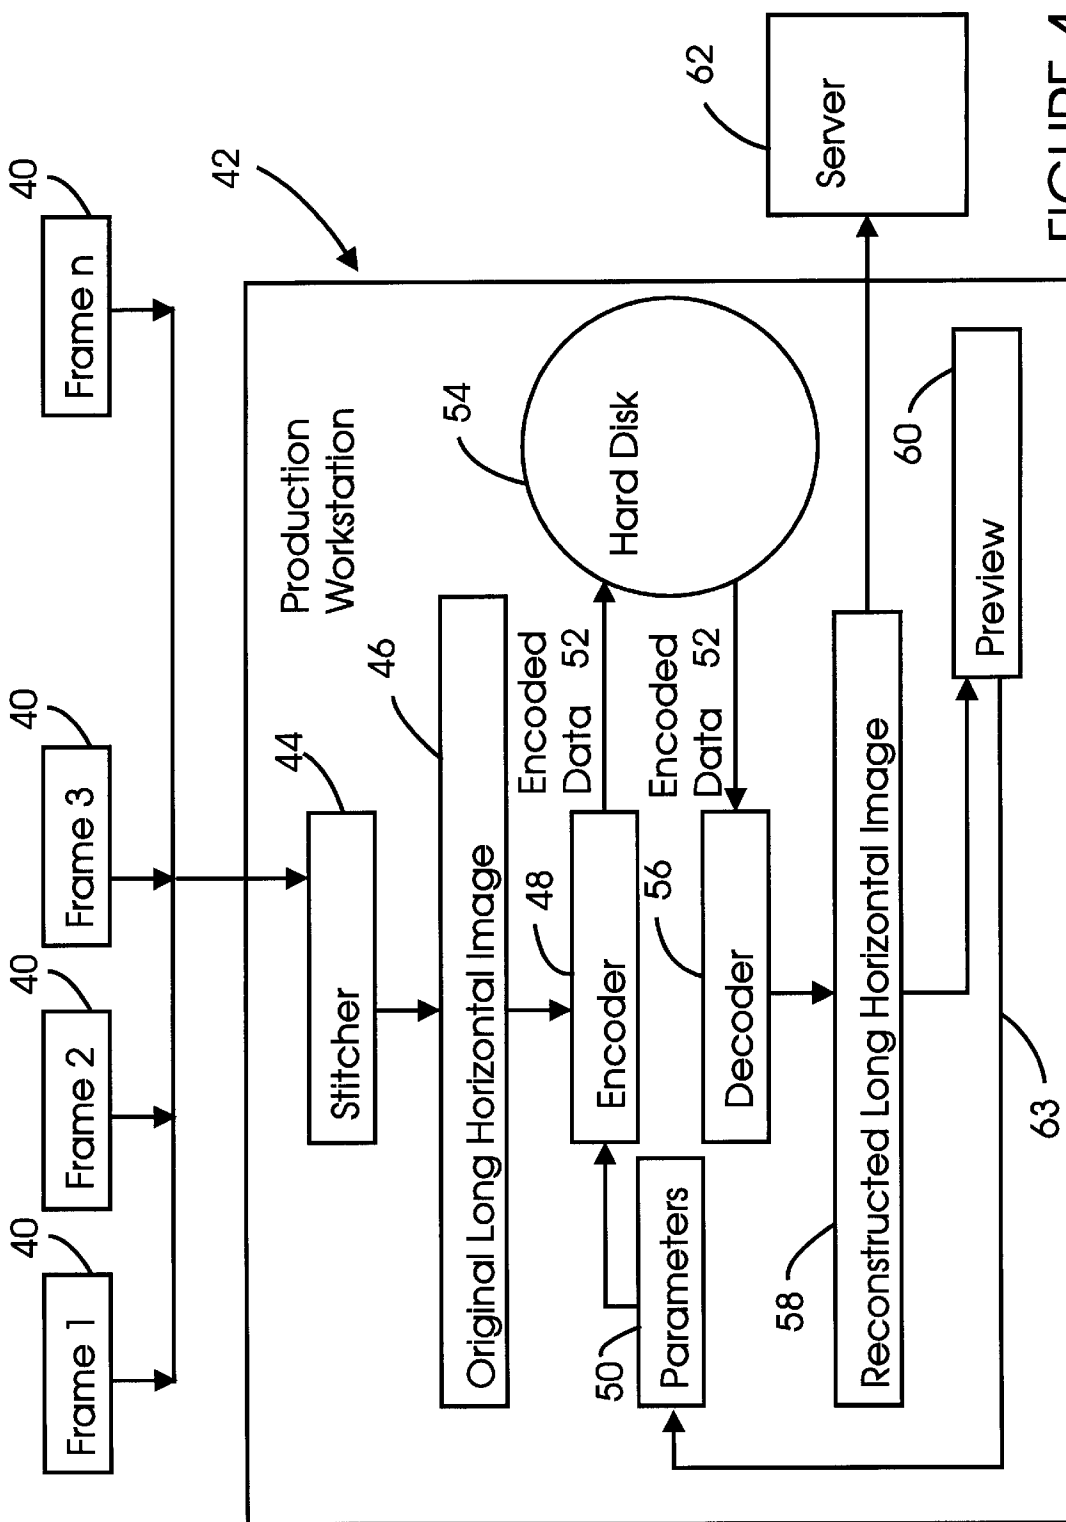 40
40
40
40
Frame 1
Frame 2
Frame 3
Frame n
42
Production
Workstation
44
Stitcher
46
Original Long Horizontal Image
54
Encoded
Data 52
48
Encoder
Hard Disk
62
Server
50
Parameters
56
Decoder
Encoded
Data 52
58
Reconstructed Long Horizontal Image
60
Preview
63
FIGURE 4